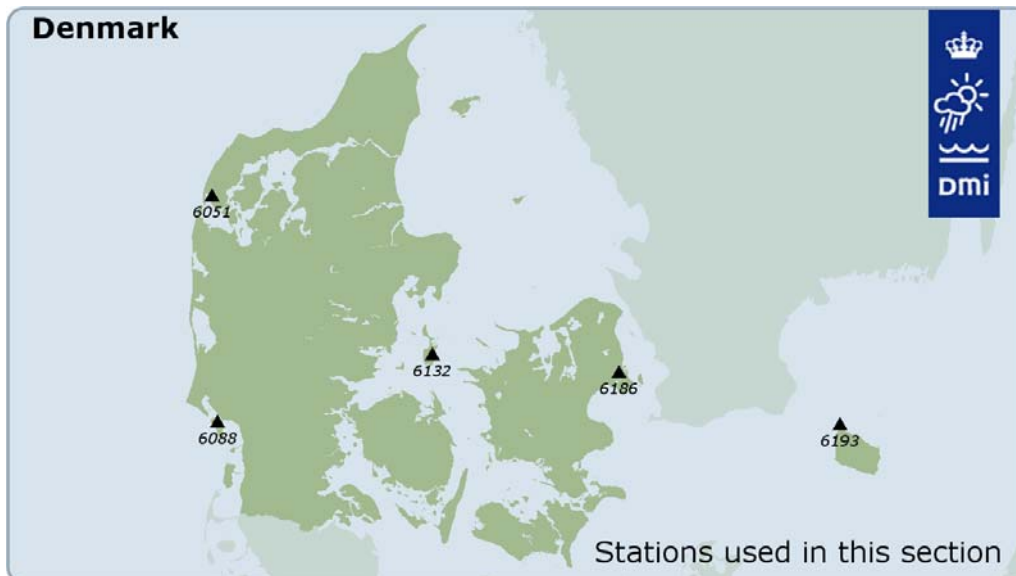 Denmark
DMI
6051
6132
6186
6088
6193
Stations used in this section